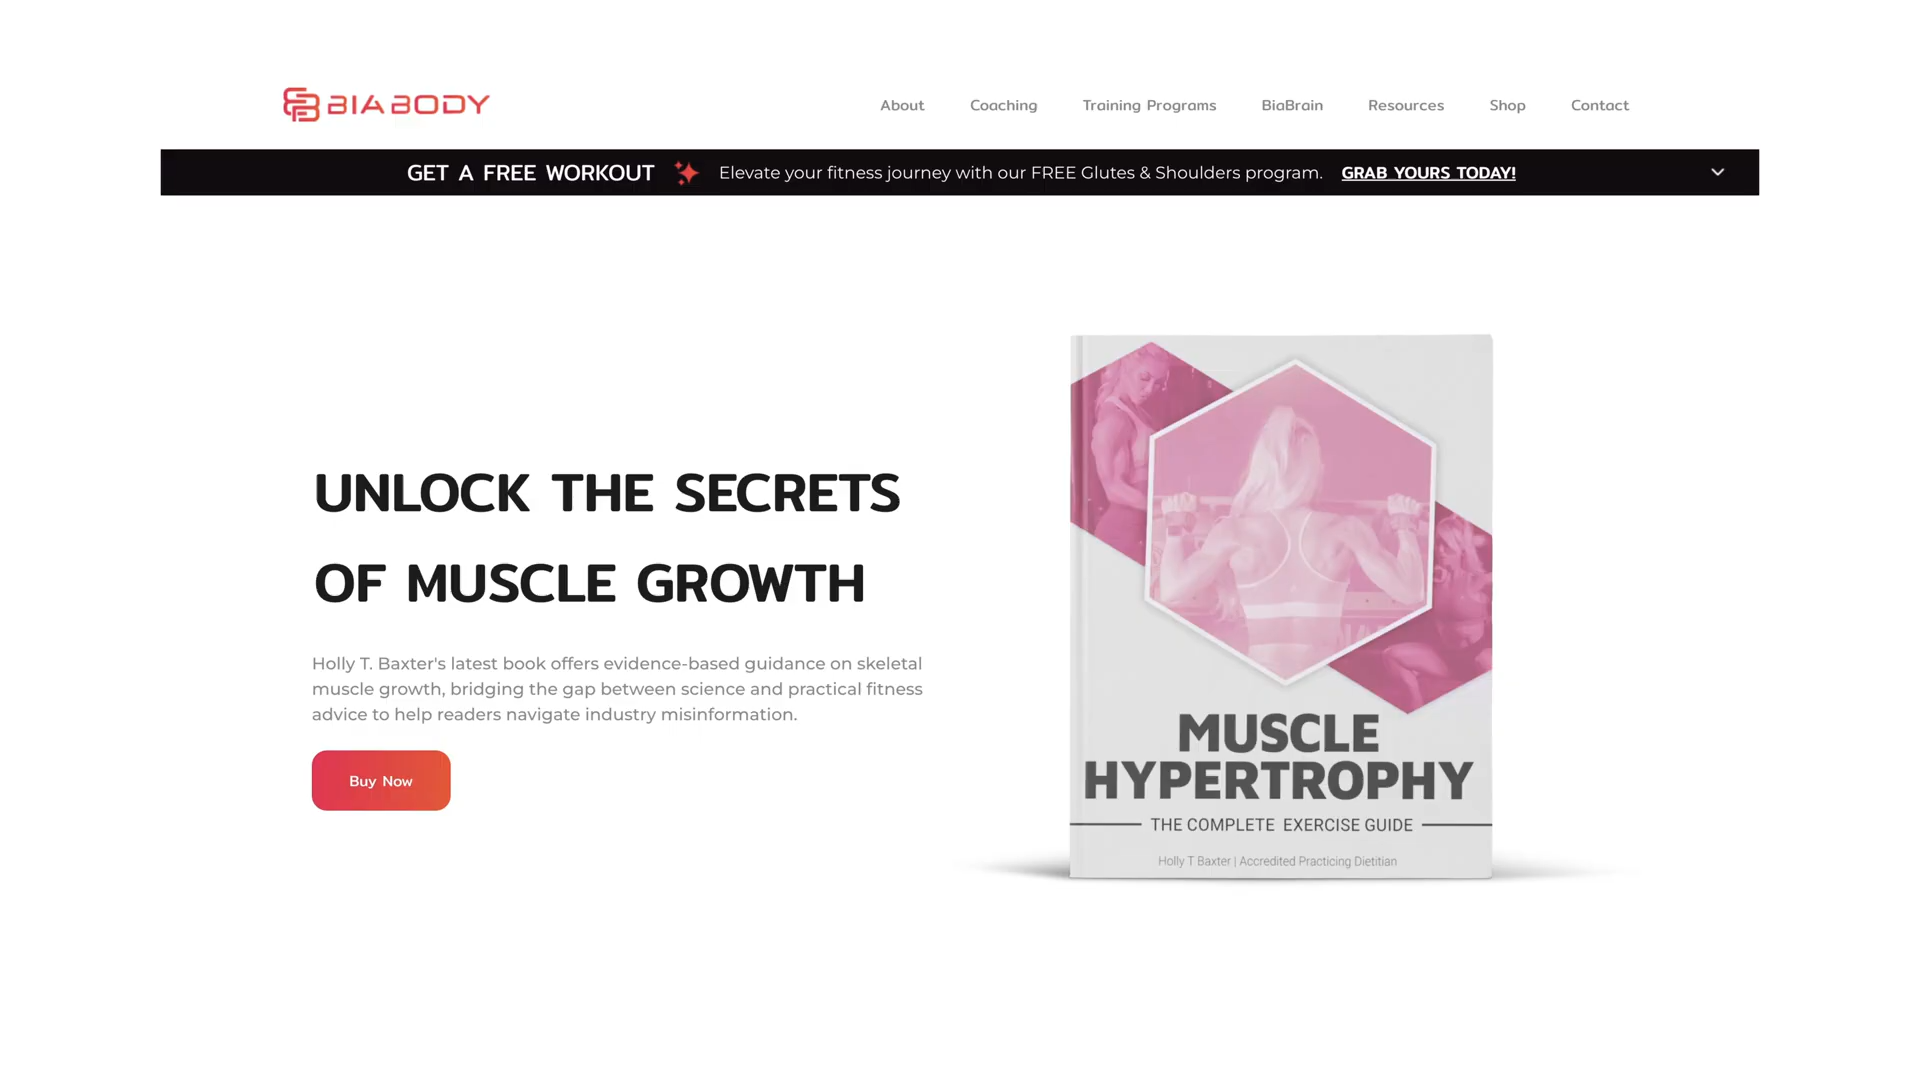 BIA BODY
About Coaching Training Programs BiaBrain Resources Shop Contact
GET A FREE WORKOUT Elevate your fitness journey with our FREE Glutes & Shoulders program. GRAB YOURS TODAY!
UNLOCK THE SECRETS
OF MUSCLE GROWTH
Holly T. Baxter's latest book offers evidence-based guidance on skeletal
muscle growth, bridging the gap between science and practical fitness
advice to help readers navigate industry misinformation.
Buy Now
MUSCLE
HYPERTROPHY
THE COMPLETE EXERCISE GUIDE
Holly T Baxter | Accredited Practicing Dietitian